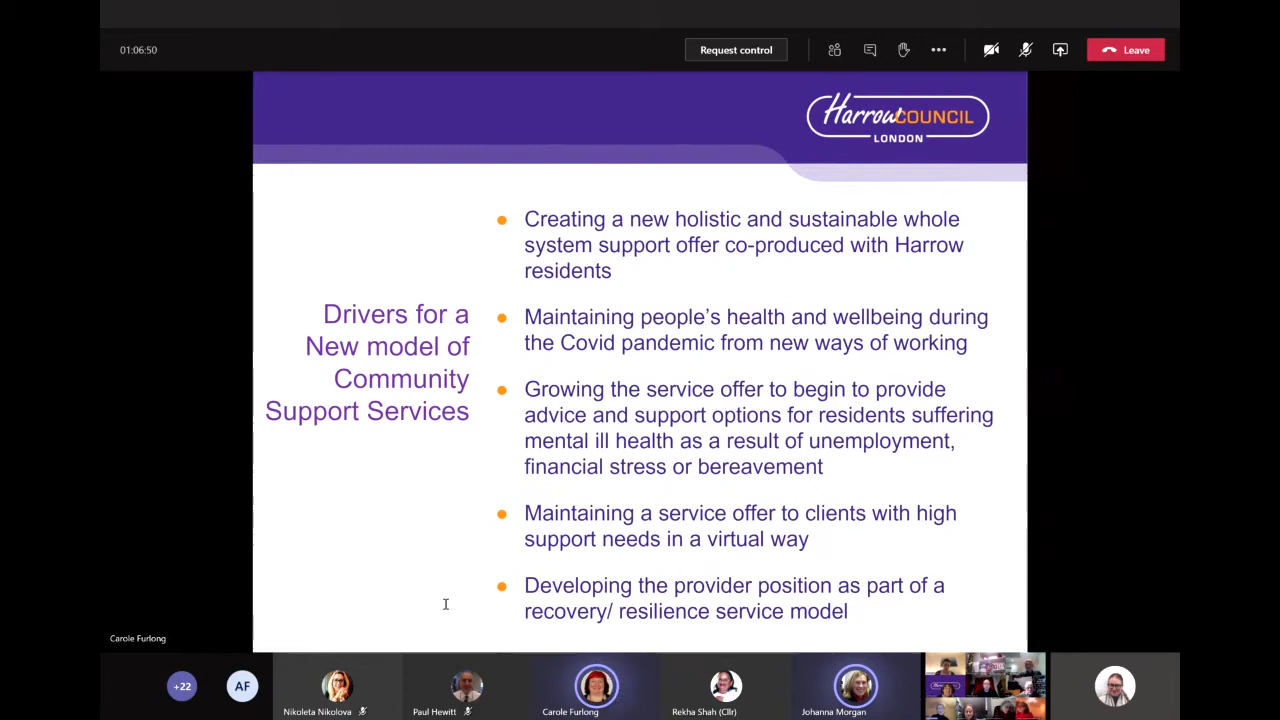 01:06:50
Request control
Leave
Harrow COUNCIL
LONDON
Drivers for a
New model of
Community
Support Services
Creating a new holistic and sustainable whole
system support offer co-produced with Harrow
residents
Maintaining people’s health and wellbeing during
the Covid pandemic from new ways of working
Growing the service offer to begin to provide
advice and support options for residents suffering
mental ill health as a result of unemployment,
financial stress or bereavement
Maintaining a service offer to clients with high
support needs in a virtual way
Developing the provider position as part of a
recovery/ resilience service model
Carole Furlong
+22
AF
Nikoleta Nikolova
Paul Hewitt
Carole Furlong
Rekha Shah (Cllr)
Johanna Morgan